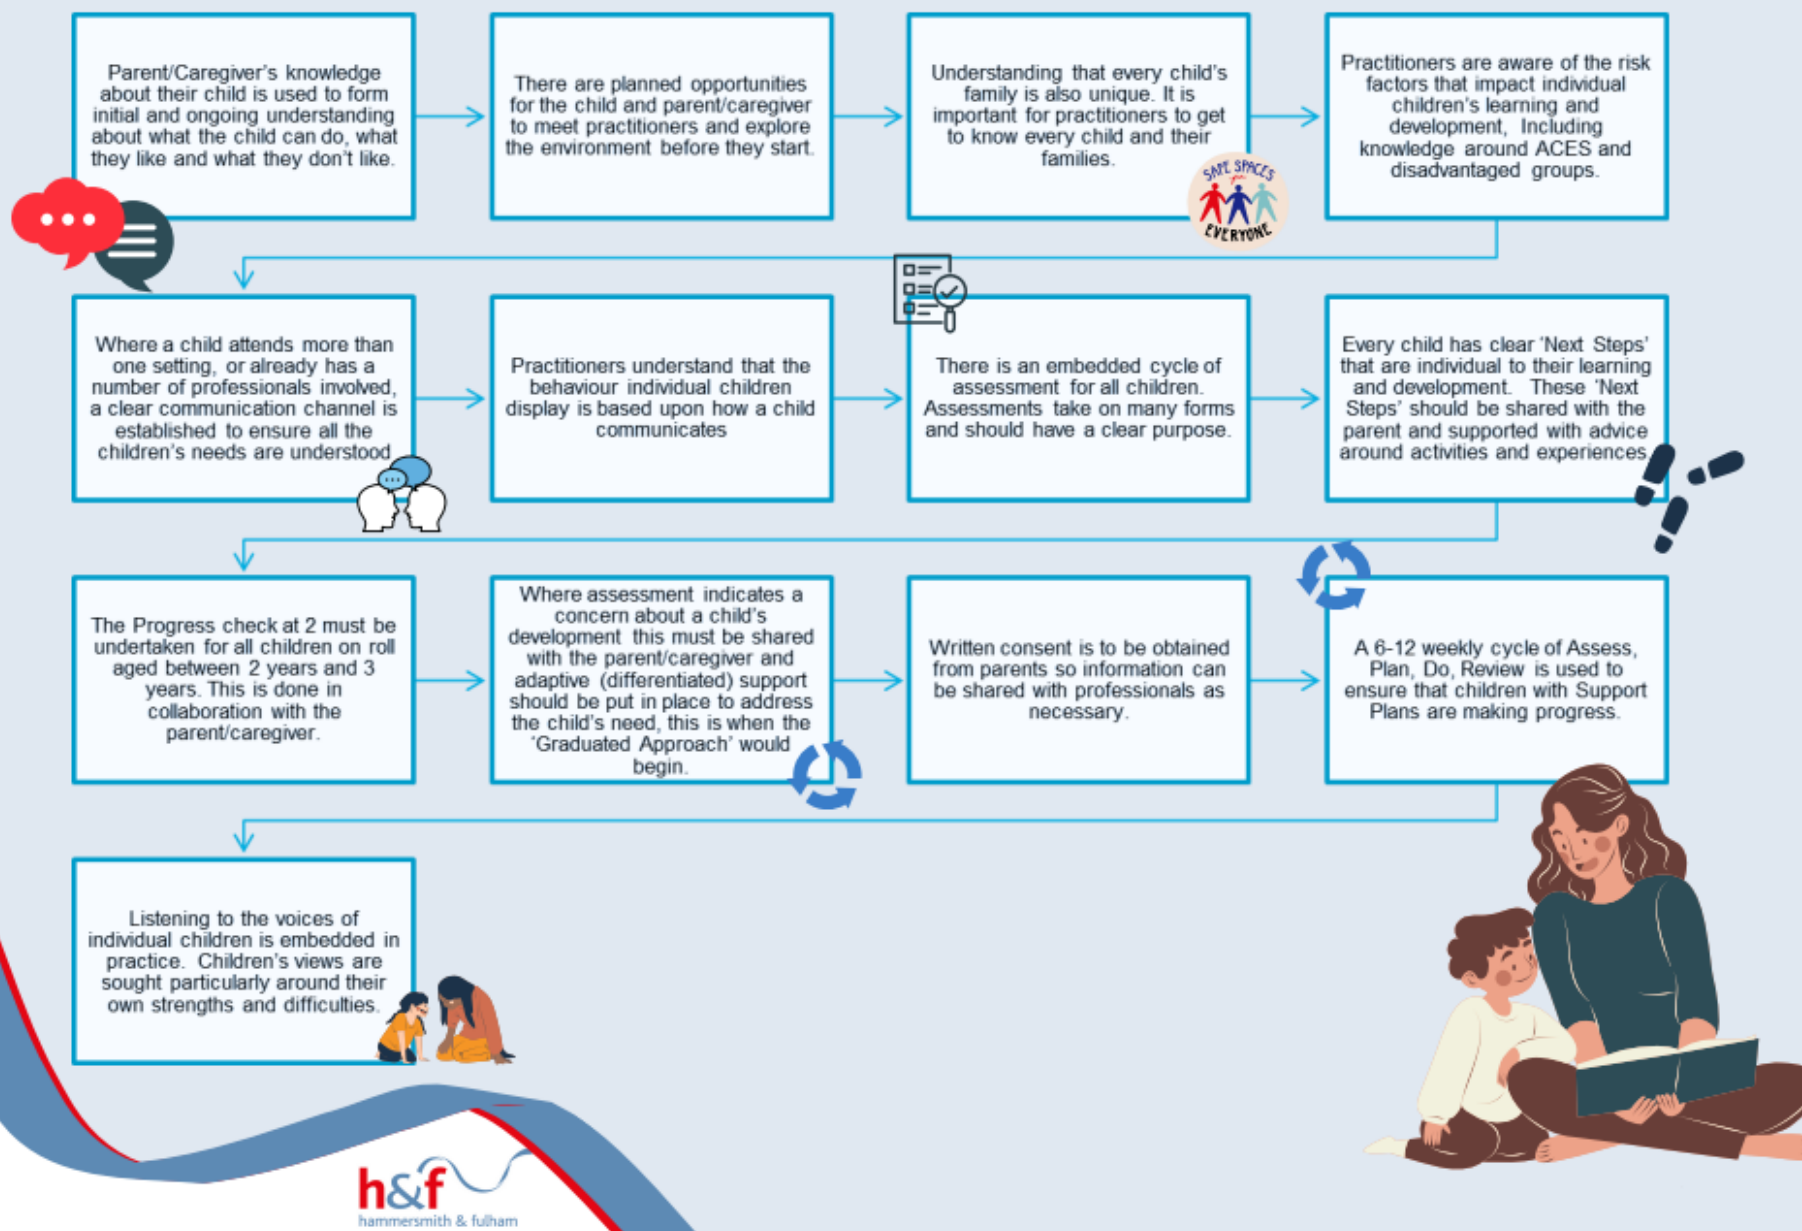 Parent/Caregiver's knowledge
about their child is used to form
initial and ongoing understanding
about what the child can do, what
they like and what they don't like.
There are planned opportunities
for the child and parent/caregiver
to meet practitioners and explore
the environment before they start.
Understanding that every child's
family is also unique. It is
important for practitioners to get
to know every child and their
families.
SAFE SPACES
for
EVERYONE
Practitioners are aware of the risk
factors that impact individual
children's learning and
development, Including
knowledge around ACES and
disadvantaged groups.
Where a child attends more than
one setting, or already has a
number of professionals involved,
a clear communication channel is
established to ensure all the
children's needs are understood
Practitioners understand that the
behaviour individual children
display is based upon how a child
communicates
There is an embedded cycle of
assessment for all children.
Assessments take on many forms
and should have a clear purpose.
Every child has clear 'Next Steps'
that are individual to their learning
and development. These 'Next
Steps' should be shared with the
parent and supported with advice
around activities and experiences.
The Progress check at 2 must be
undertaken for all children on roll
aged between 2 years and 3
years. This is done in
collaboration with the
parent/caregiver.
Where assessment indicates a
concern about a child's
development this must be shared
with the parent/caregiver and
adaptive (differentiated) support
should be put in place to address
the child's need, this is when the
'Graduated Approach' would
begin.
Written consent is to be obtained
from parents so information can
be shared with professionals as
necessary.
A 6-12 weekly cycle of Assess,
Plan, Do, Review is used to
ensure that children with Support
Plans are making progress.
Listening to the voices of
individual children is embedded in
practice. Children's views are
sought particularly around their
own strengths and difficulties.
h&f
hammersmith & fulham